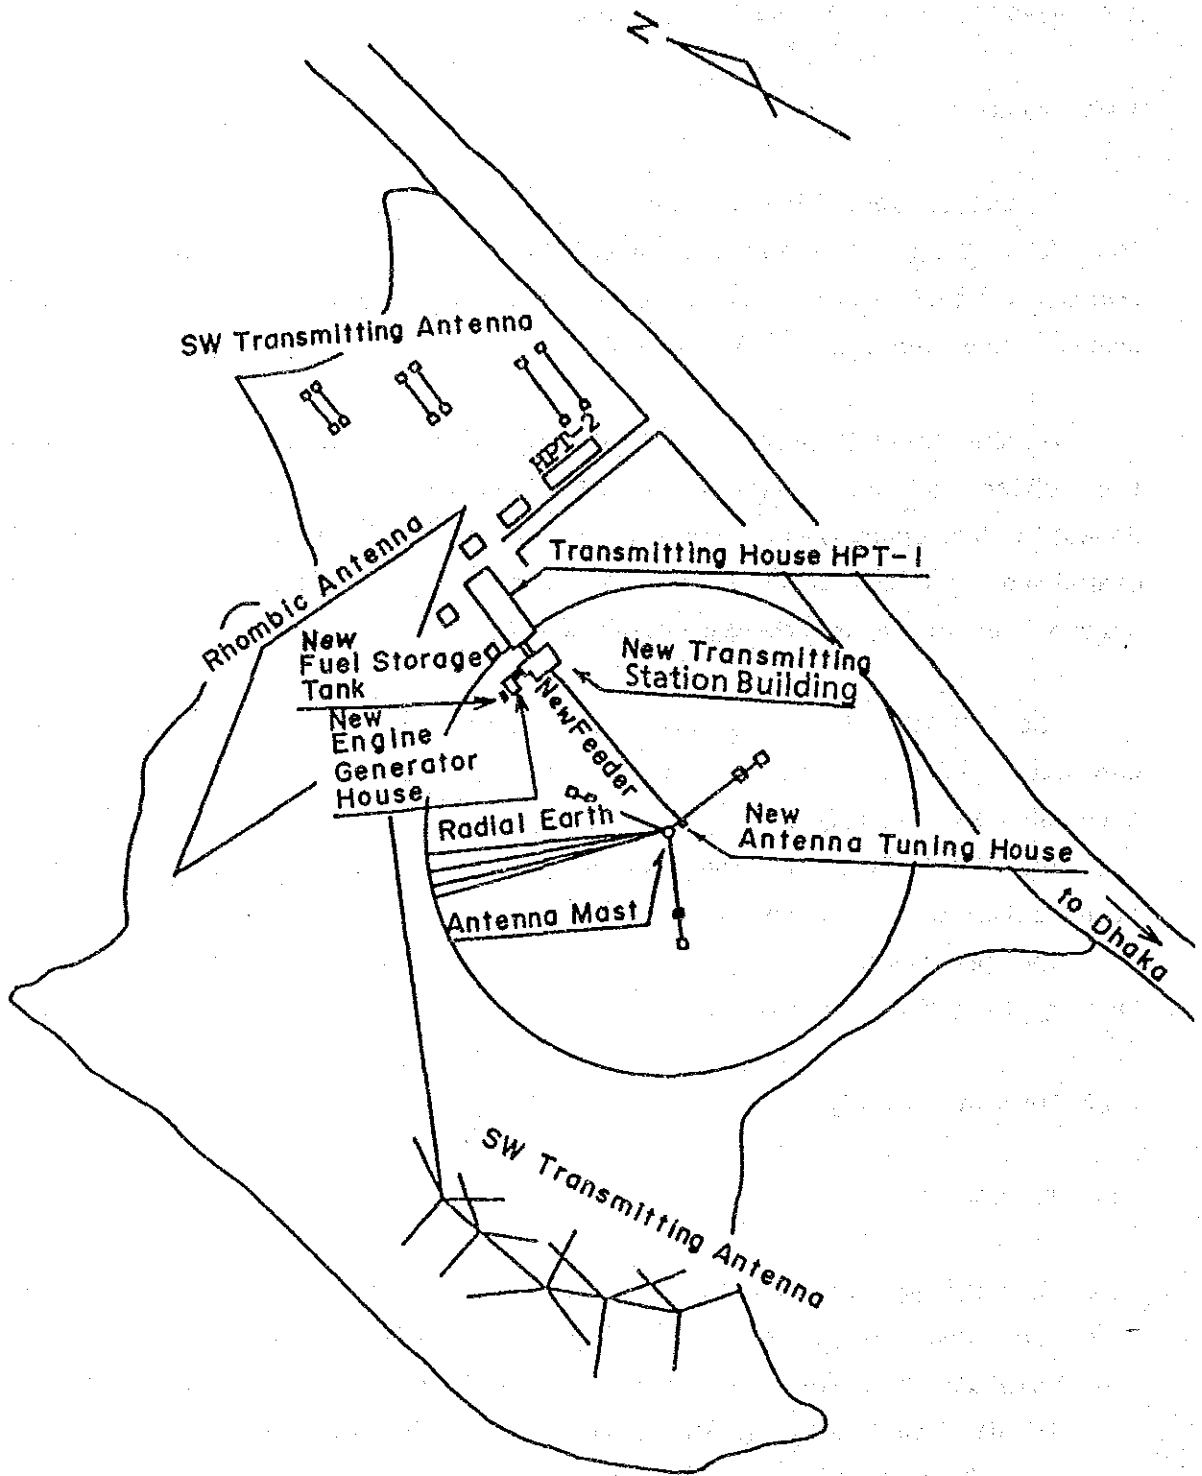 N
SW Transmitting Antenna
HPT-2
Rhombic Antenna
Transmitting House HPT-1
New
Fuel Storage
Tank
New Transmitting
Station Building
New
Engine
Generator
House
New Feeder
Radial Earth
New
Antenna Tuning House
Antenna Mast
to Dhaka
SW Transmitting Antenna